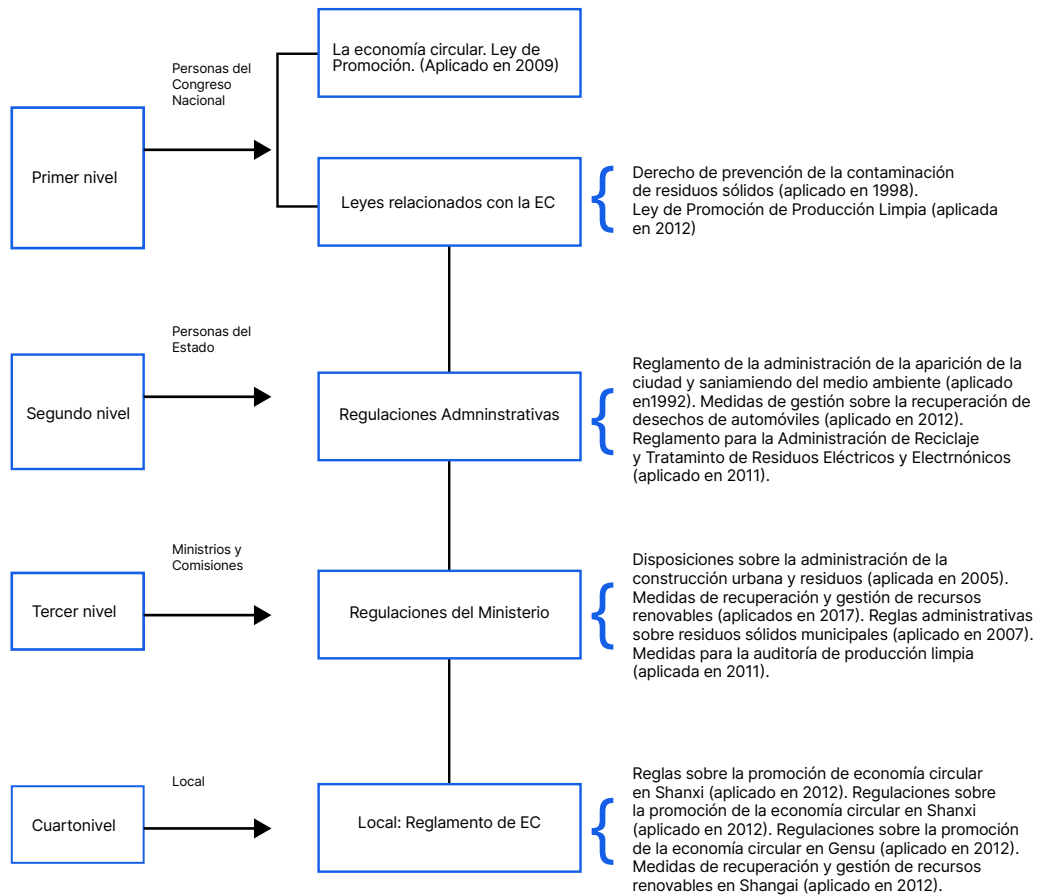 La economía circular. Ley de
Promoción. (Aplicado en 2009)
Personas del
Congreso
Nacional
Primer nivel
Leyes relacionados con la EC
Derecho de prevención de la contaminación
de residuos sólidos (aplicado en 1998).
Ley de Promoción de Producción Limpia (aplicada
en 2012)
Personas del
Estado
Segundo nivel
Regulaciones Admninstrativas
Reglamento de la administración de la aparición de la
ciudad y saniamiendo del medio ambiente (aplicado
en1992). Medidas de gestión sobre la recuperación de
desechos de automóviles (aplicado en 2012).
Reglamento para la Administración de Reciclaje
y Trataminto de Residuos Eléctricos y Electrnónicos
(aplicado en 2011).
Ministrios y
Comisiones
Tercer nivel
Regulaciones del Ministerio
Disposiciones sobre la administración de la
construcción urbana y residuos (aplicada en 2005).
Medidas de recuperación y gestión de recursos
renovables (aplicados en 2017). Reglas administrativas
sobre residuos sólidos municipales (aplicado en 2007).
Medidas para la auditoría de producción limpia
(aplicada en 2011).
Local
Cuartonivel
Local: Reglamento de EC
Reglas sobre la promoción de economía circular
en Shanxi (aplicado en 2012). Regulaciones sobre
la promoción de la economía circular en Shanxi
(aplicado en 2012). Regulaciones sobre la promoción
de la economía circular en Gensu (aplicado en 2012).
Medidas de recuperación y gestión de recursos
renovables en Shangai (aplicado en 2012).